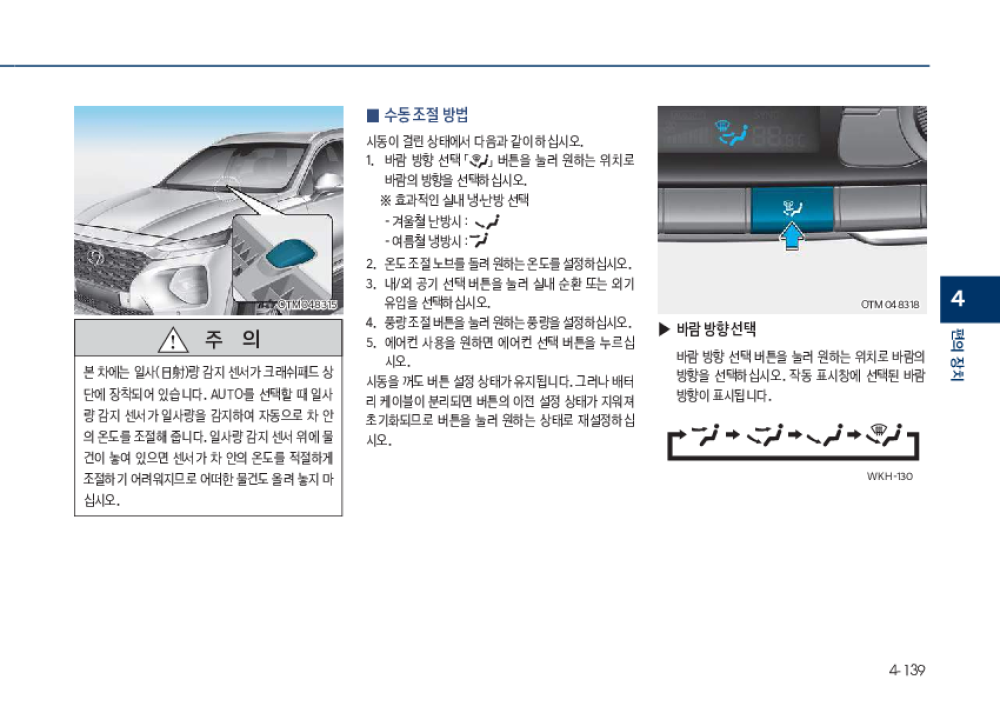 OTM048315
주 의
본 차에는 일사(日射)량 감지 센서가 크래쉬패드 상
단에 장착되어 있습니다. AUTO를 선택할 때 일사
량 감지 센서가 일사량을 감지하여 자동으로 차 안
의 온도를 조절해 줍니다. 일사량 감지 센서 위에 물
건이 놓여 있으면 센서가 차 안의 온도를 적절하게
조절하기 어려워지므로 어떠한 물건도 올려 놓지 마
십시오.
■ 수동 조절 방법
시동이 걸린 상태에서 다음과 같이 하십시오.
1. 바람 방향 선택 「 」 버튼을 눌러 원하는 위치로
바람의 방향을 선택하십시오.
※ 효과적인 실내 냉·난방 선택
- 겨울철 난방시 :
- 여름철 냉방시 :
2. 온도 조절 노브를 돌려 원하는 온도를 설정하십시오.
3. 내/외 공기 선택 버튼을 눌러 실내 순환 또는 외기
유입을 선택하십시오.
4. 풍량 조절 버튼을 눌러 원하는 풍량을 설정하십시오.
5. 에어컨 사용을 원하면 에어컨 선택 버튼을 누르십
시오.
시동을 꺼도 버튼 설정 상태가 유지됩니다. 그러나 배터
리 케이블이 분리되면 버튼의 이전 설정 상태가 지워져
초기화되므로 버튼을 눌러 원하는 상태로 재설정하십
시오.
OTM048318
▶ 바람 방향 선택
바람 방향 선택 버튼을 눌러 원하는 위치로 바람의
방향을 선택하십시오. 작동 표시창에 선택된 바람
방향이 표시됩니다.
WKH-130
4
편의 장치
4-139